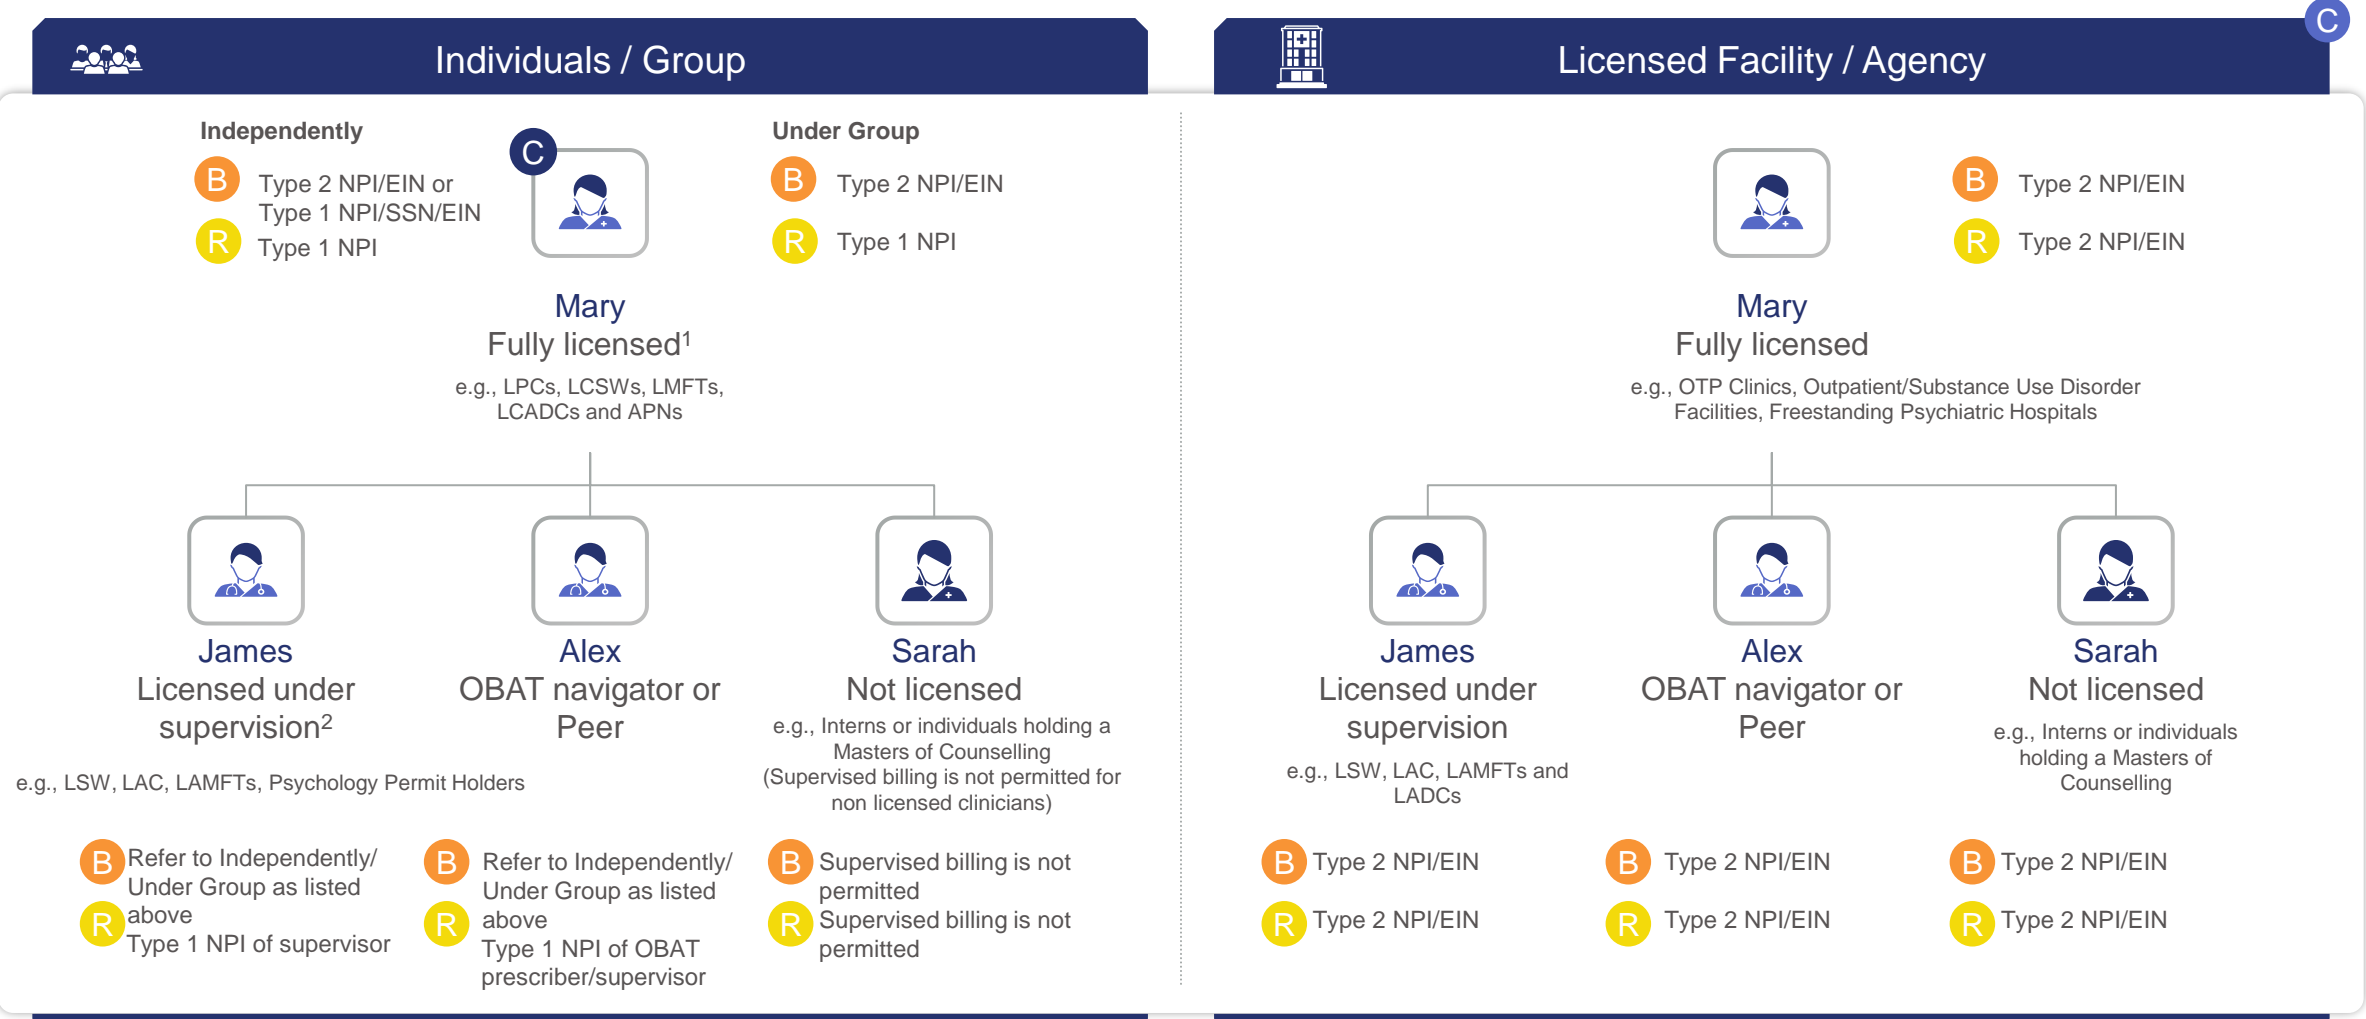 Individuals / Group
Independently
B
Type 2 NPI/EIN or
Type 1 NPI/SSN/EIN
R
Type 1 NPI
C
Under Group
B
Type 2 NPI/EIN
R
Type 1 NPI
Mary
Fully licensed¹
e.g., LPCs, LCSWs, LMFTs,
LCADCs and APNs
James
Licensed under
supervision²
e.g., LSW, LAC, LAMFTs, Psychology Permit Holders
B
Refer to Independently/
Under Group as listed
above
R
Type 1 NPI of supervisor
Alex
OBAT navigator or
Peer
B
Refer to Independently/
Under Group as listed
above
R
Type 1 NPI of OBAT
prescriber/supervisor
Sarah
Not licensed
e.g., Interns or individuals holding a
Masters of Counselling
(Supervised billing is not permitted for
non licensed clinicians)
B
Supervised billing is not
permitted
R
Supervised billing is not
permitted
Licensed Facility / Agency
C
B
Type 2 NPI/EIN
R
Type 2 NPI/EIN
Mary
Fully licensed
e.g., OTP Clinics, Outpatient/Substance Use Disorder
Facilities, Freestanding Psychiatric Hospitals
James
Licensed under
supervision
e.g., LSW, LAC, LAMFTs and
LADCs
B
Type 2 NPI/EIN
R
Type 2 NPI/EIN
Alex
OBAT navigator or
Peer
B
Type 2 NPI/EIN
R
Type 2 NPI/EIN
Sarah
Not licensed
e.g., Interns or individuals
holding a Masters of
Counselling
B
Type 2 NPI/EIN
R
Type 2 NPI/EIN